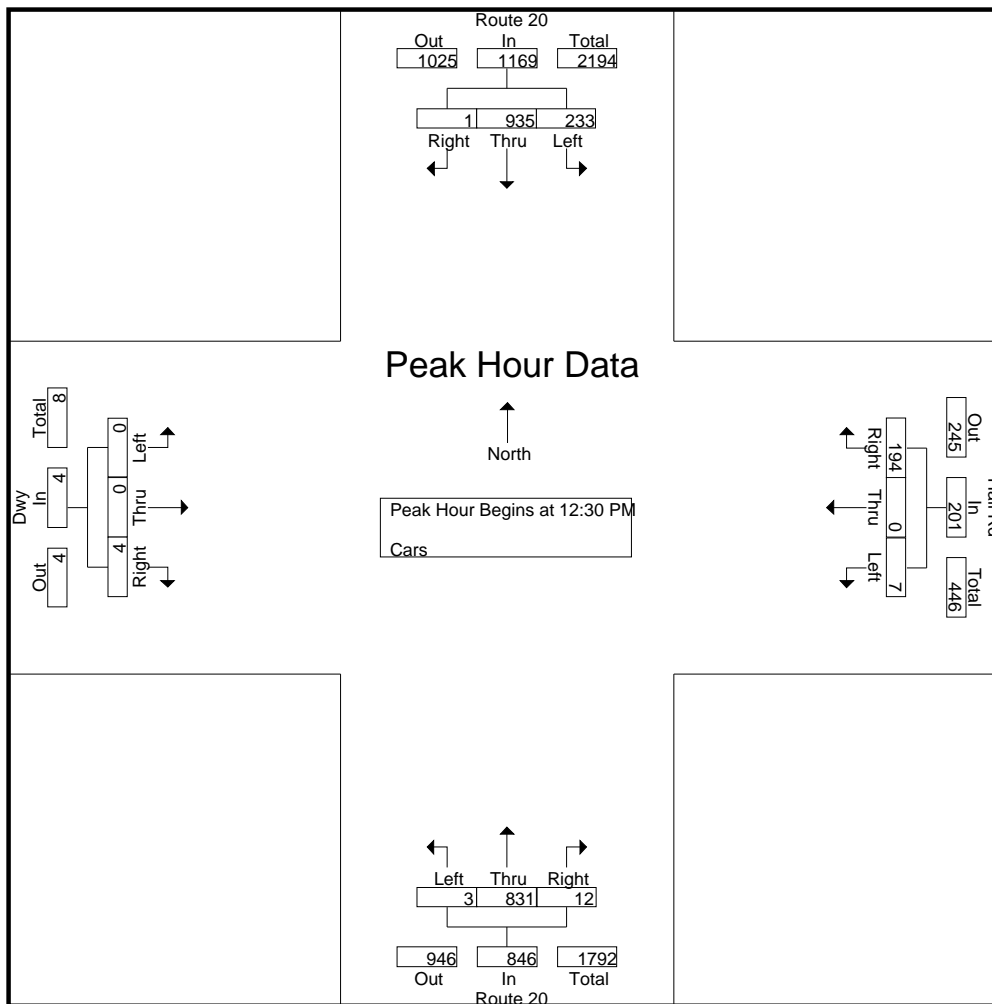 Route 20
Out In Total
1025 1169 2194
1 935 233
Right Thru Left
Peak Hour Data
North
Peak Hour Begins at 12:30 PM
Cars
Dwy
Total In Out
8 4 4
0 0 4
Left Thru Right
Out In Total
245 201 446
194 0 7
Right Thru Left
Left Thru Right
3 831 12
946 846 1792
Out In Total
Route 20